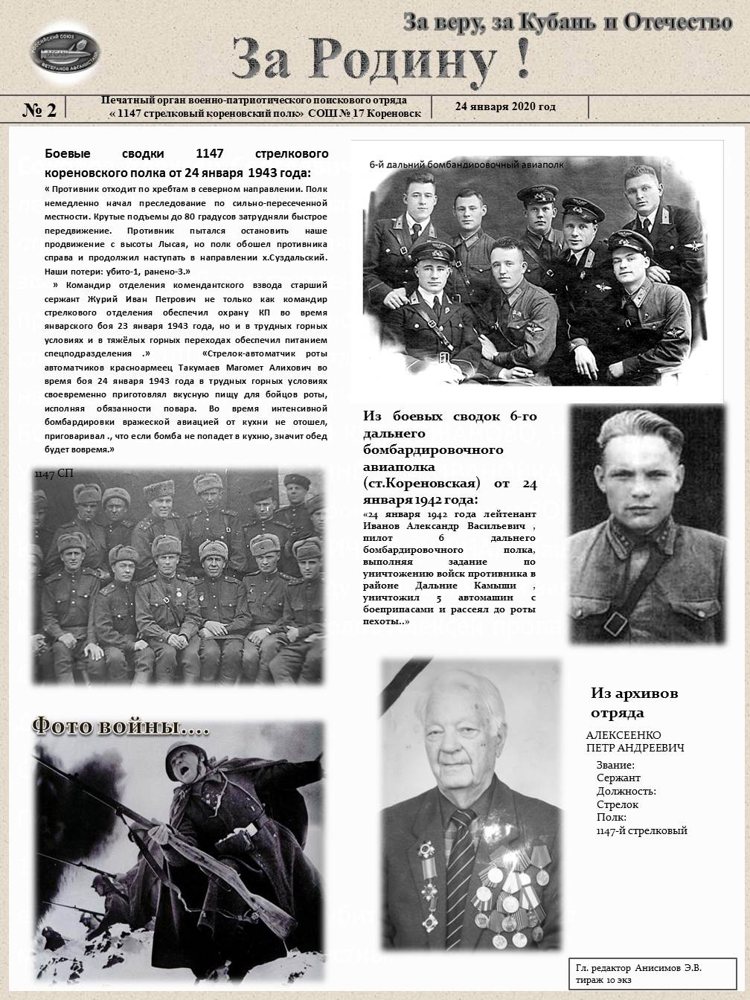 За веру, за Кубань и Отечество
За Родину !
РОССИЙСКИЙ СОЮЗ
ВЕТЕРАНОВ АФГАНИСТАНА
№ 2
Печатный орган военно-патриотического поискового отряда
« 1147 стрелковый кореновский полк» СОШ № 17 Кореновск
24 января 2020 год
Боевые сводки 1147 стрелкового
кореновского полка от 24 января 1943 года:
« Противник отходит по хребтам в северном направлении. Полк
немедленно начал преследование по сильно-пересеченной
местности. Крутые подъемы до 80 градусов затрудняли быстрое
передвижение. Противник пытался остановить наше
продвижение с высоты Лысая, но полк обошел противника
справа и продолжил наступать в направлении х.Суздальский.
Наши потери: убито-1, ранено-3.»
» Командир отделения комендантского взвода старший
сержант Журий Иван Петрович не только как командир
стрелкового отделения обеспечил охрану КП во время
январского боя 23 января 1943 года, но и в трудных горных
условиях и в тяжёлых горных переходах обеспечил питанием
спецподразделения .» «Стрелок-автоматчик роты
автоматчиков красноармеец Такумаев Магомет Алихович во
время боя 24 января 1943 года в трудных горных условиях
своевременно приготовлял вкусную пищу для бойцов роты,
исполняя обязанности повара. Во время интенсивной
бомбардировки вражеской авиацией от кухни не отошел,
приговаривал ., что если бомба не попадет в кухню, значит обед
будет вовремя.»
1147 СП
Фото войны....
6-й дальний бомбандировочный авиаполк
Из боевых сводок 6-го
дальнего
бомбардировочного
авиаполка
(ст.Кореновская) от 24
января 1942 года:
«24 января 1942 года лейтенант
Иванов Александр Васильевич ,
пилот 6 дальнего
бомбардировочного полка,
выполняя задание по
уничтожению войск противника в
районе Дальние Камыши ,
уничтожил 5 автомашин с
боеприпасами и рассеял до роты
пехоты..»
Из архивов
отряда
АЛЕКСЕЕНКО
ПЕТР АНДРЕЕВИЧ
Звание:
Сержант
Должность:
Стрелок
Полк:
1147-й стрелковый
Гл. редактор Анисимов Э.В.
тираж 10 экз